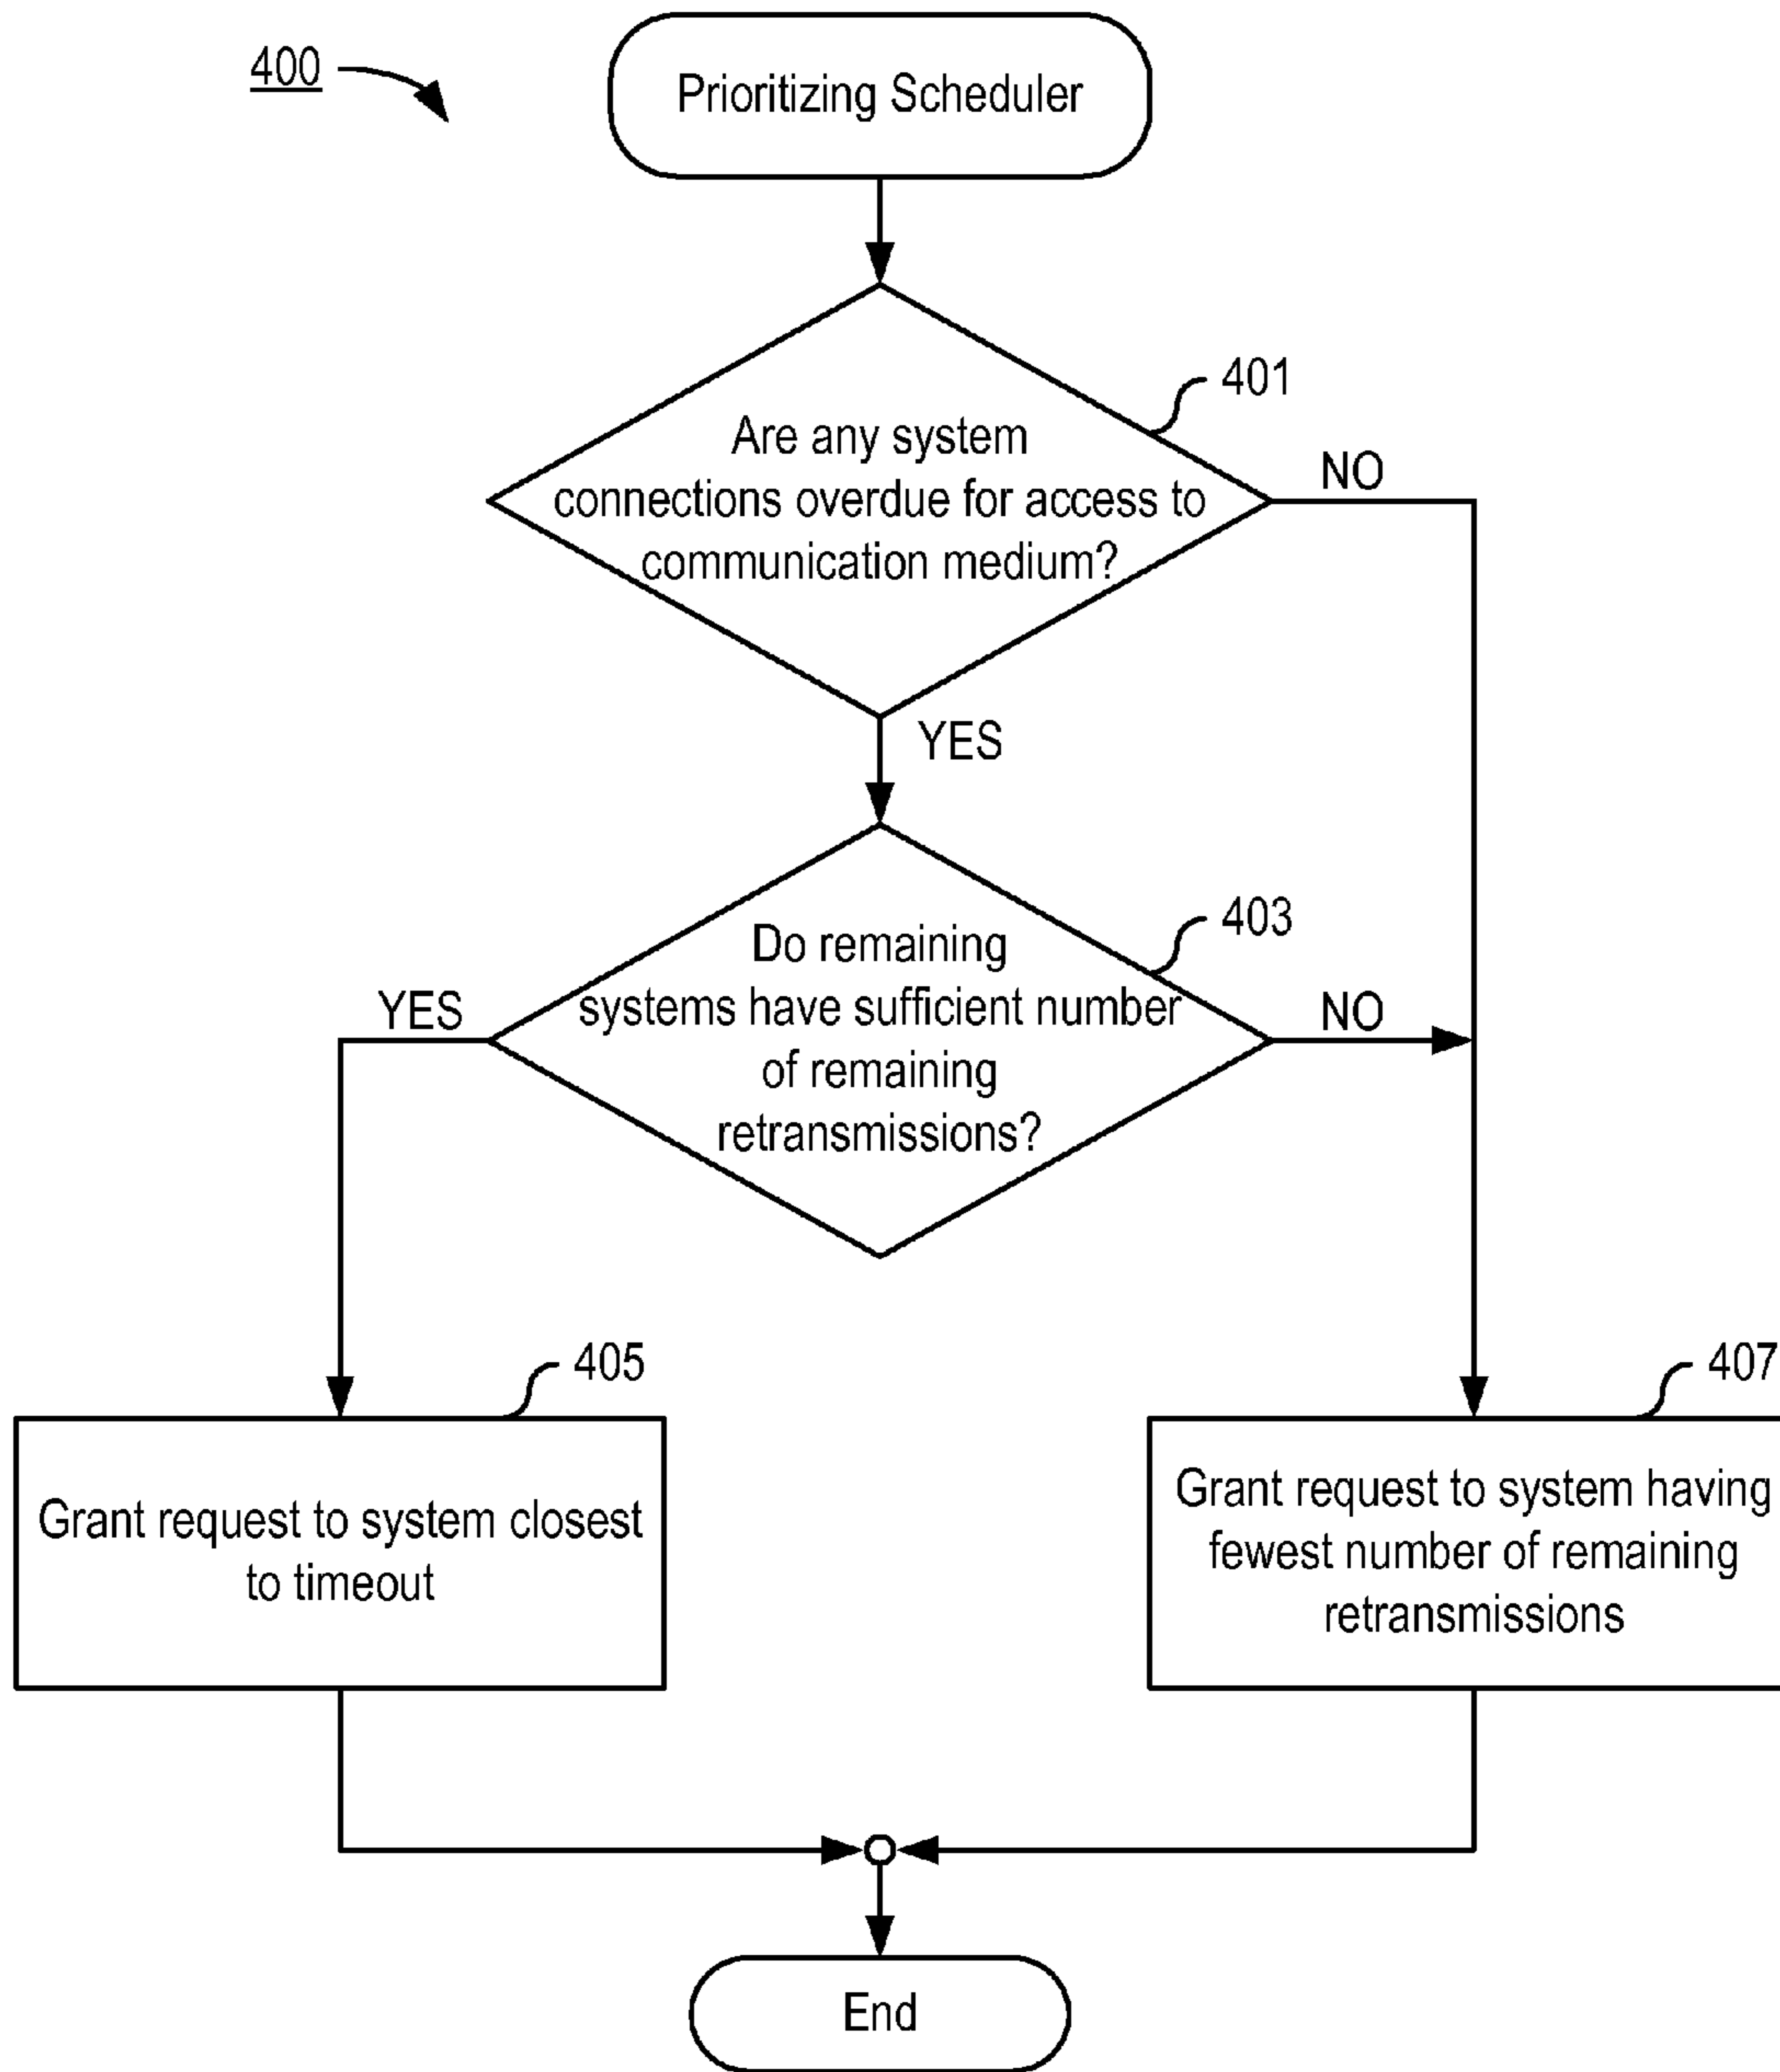 400
Prioritizing Scheduler
401
Are any system
connections overdue for access to
communication medium?
NO
YES
403
Do remaining
systems have sufficient number
of remaining
retransmissions?
YES
NO
405
Grant request to system closest
to timeout
407
Grant request to system having
fewest number of remaining
retransmissions
End